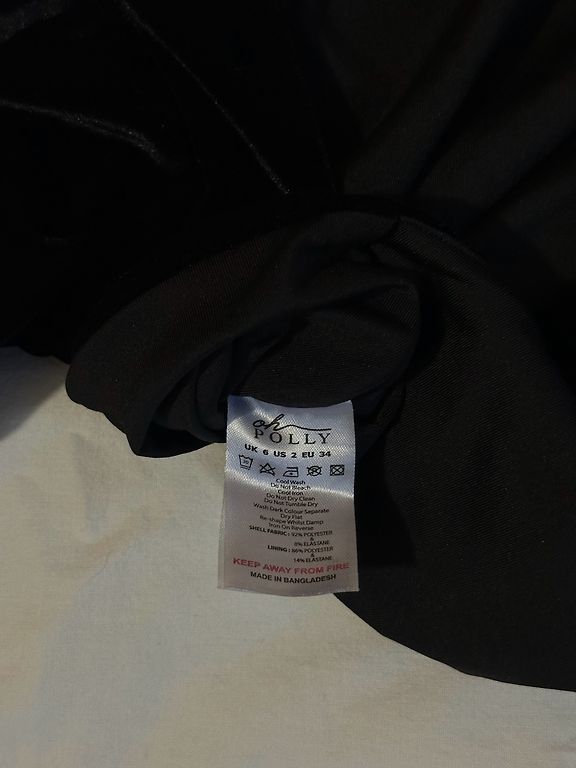 oh
POLLY
UK 6 US 2 EU 34
30
Cool Wash
Do Not Bleach
Cool Iron
Do Not Dry Clean
Do Not Tumble Dry
Wash Dark Colour Separate
Dry Flat
Re-shape Whilst Damp
Iron On Reverse
SHELL FABRIC : 92% POLYESTER
&
8% ELASTANE
LINING : 86% POLYESTER
&
14% ELASTANE
KEEP AWAY FROM FIRE
MADE IN BANGLADESH